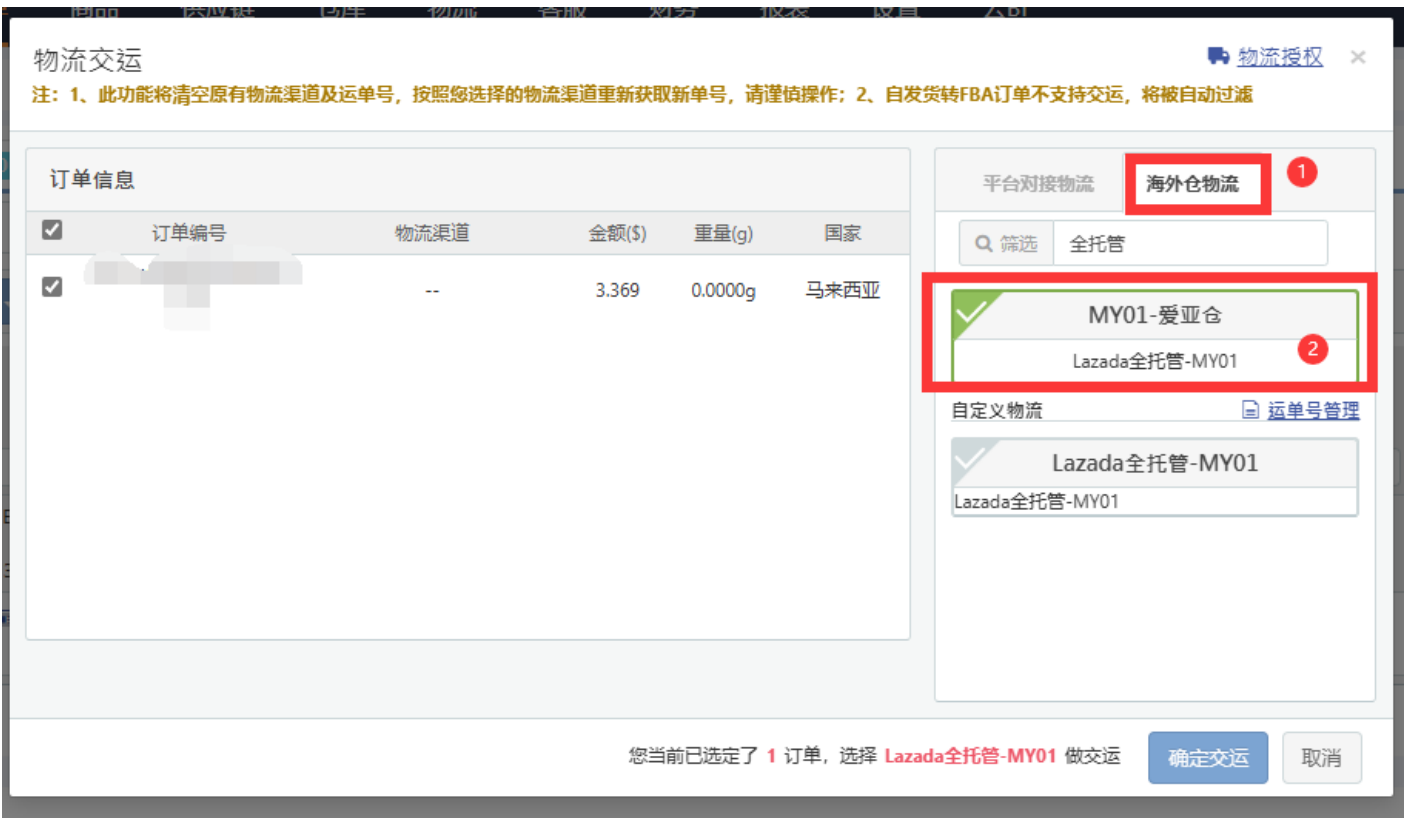 物流交运
物流授权 ×
注：1、此功能将清空原有物流渠道及运单号，按照您选择的物流渠道重新获取新单号，请谨慎操作；2、自发货转FBA订单不支持交运，将被自动过滤
订单信息
订单编号 物流渠道 金额($) 重量(g) 国家
-- 3.369 0.0000g 马来西亚
平台对接物流 海外仓物流 1
筛选 全托管
MY01-爱亚仓
Lazada全托管-MY01 2
自定义物流 运单号管理
Lazada全托管-MY01
Lazada全托管-MY01
您当前已选定了 1 订单，选择 Lazada全托管-MY01 做交运 确定交运 取消